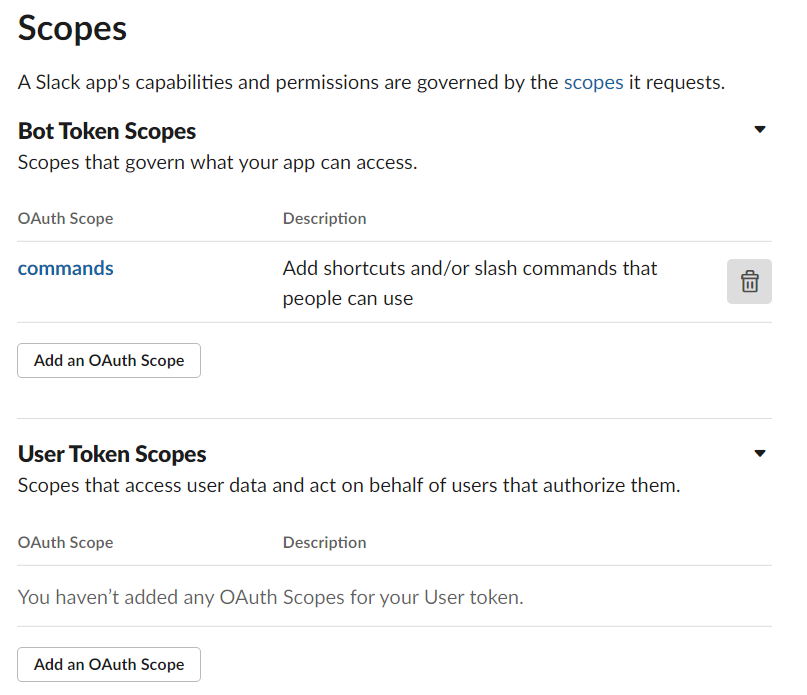 Scopes
A Slack app's capabilities and permissions are governed by the scopes it requests.
Bot Token Scopes
Scopes that govern what your app can access.
OAuth Scope Description
commands Add shortcuts and/or slash commands that
people can use
Add an OAuth Scope
User Token Scopes
Scopes that access user data and act on behalf of users that authorize them.
OAuth Scope Description
You haven’t added any OAuth Scopes for your User token.
Add an OAuth Scope